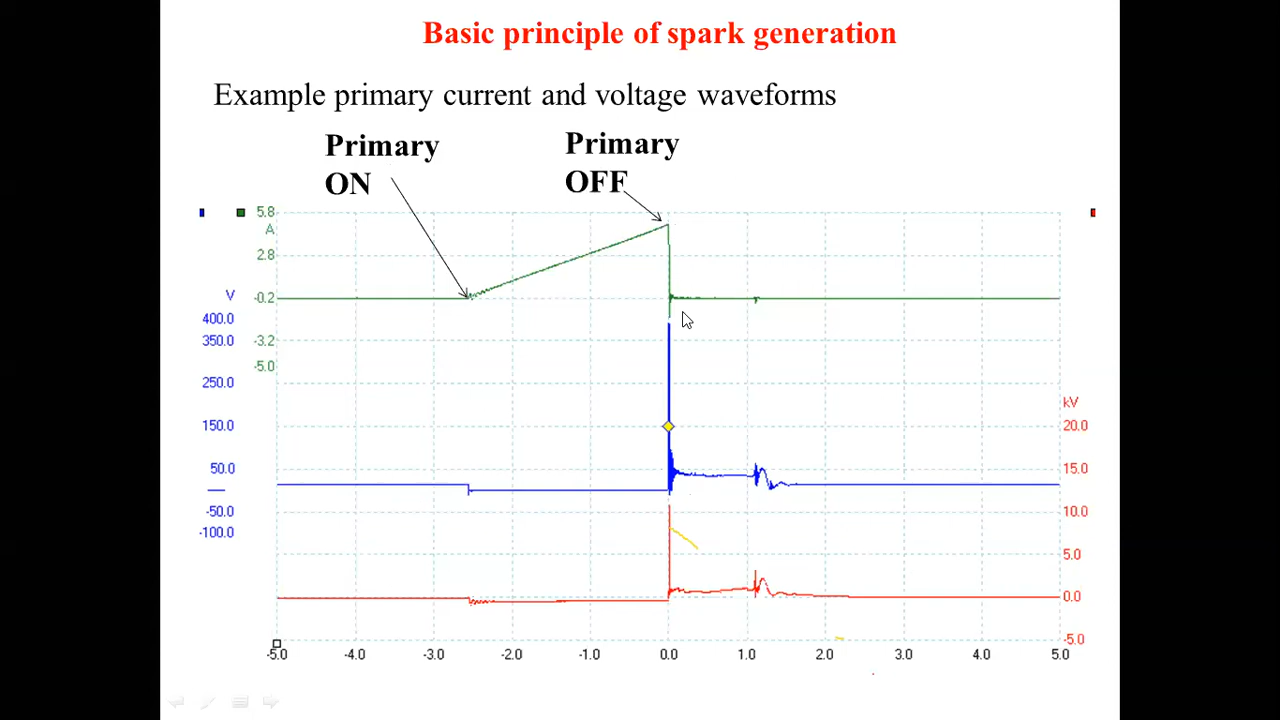 Basic principle of spark generation
Example primary current and voltage waveforms
Primary
ON
Primary
OFF
5.8
A
2.8
V
-0.2
400.0
350.0
-3.2
-5.0
250.0
kV
150.0
20.0
50.0
15.0
-50.0
10.0
-100.0
5.0
0.0
-5.0
-5.0 -4.0 -3.0 -2.0 -1.0 0.0 1.0 2.0 3.0 4.0 5.0